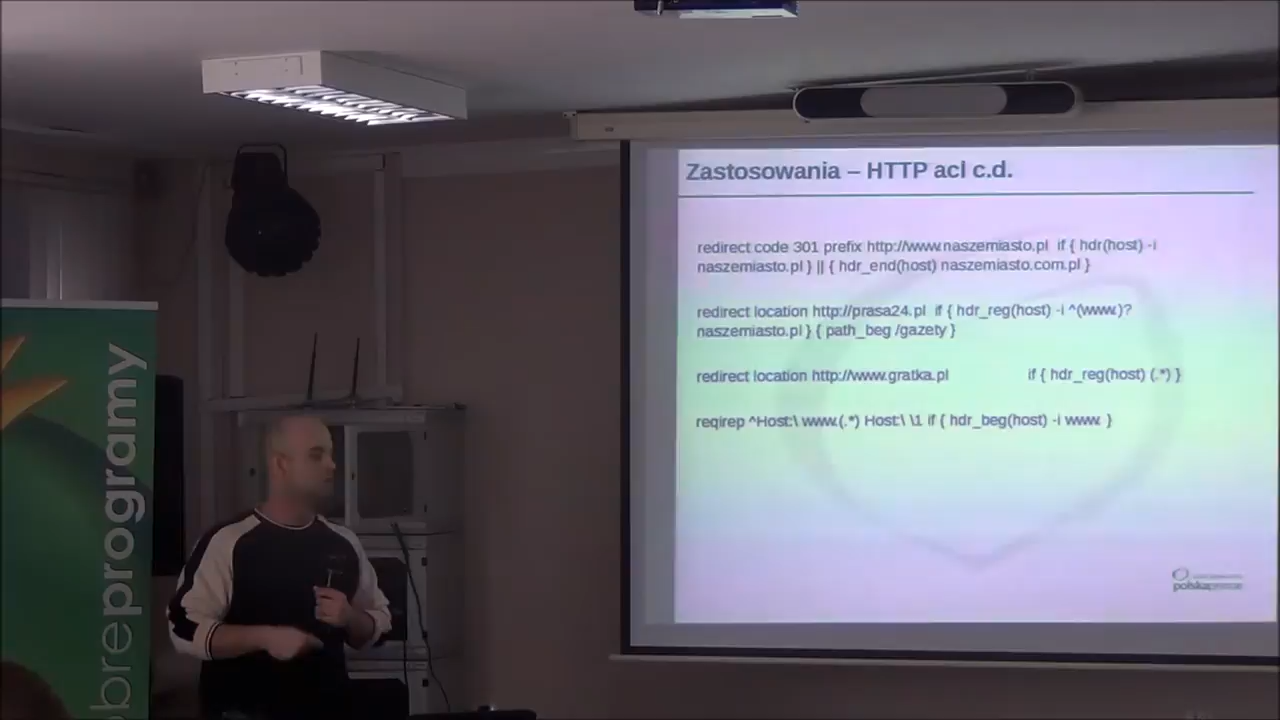 Zastosowania – HTTP acl c.d.
redirect code 301 prefix http://www.naszemiasto.pl if { hdr(host) -i
naszemiasto.pl } || { hdr_end(host) naszemiasto.com.pl }
redirect location http://prasa24.pl if { hdr_reg(host) -i ^(www.)?
naszemiasto.pl } { path_beg /gazety }
redirect location http://www.gratka.pl if { hdr_reg(host) (.*) }
reqirep ^Host:\ www.(.*) Host:\ \1 if { hdr_beg(host) -i www. }
obreprogramy